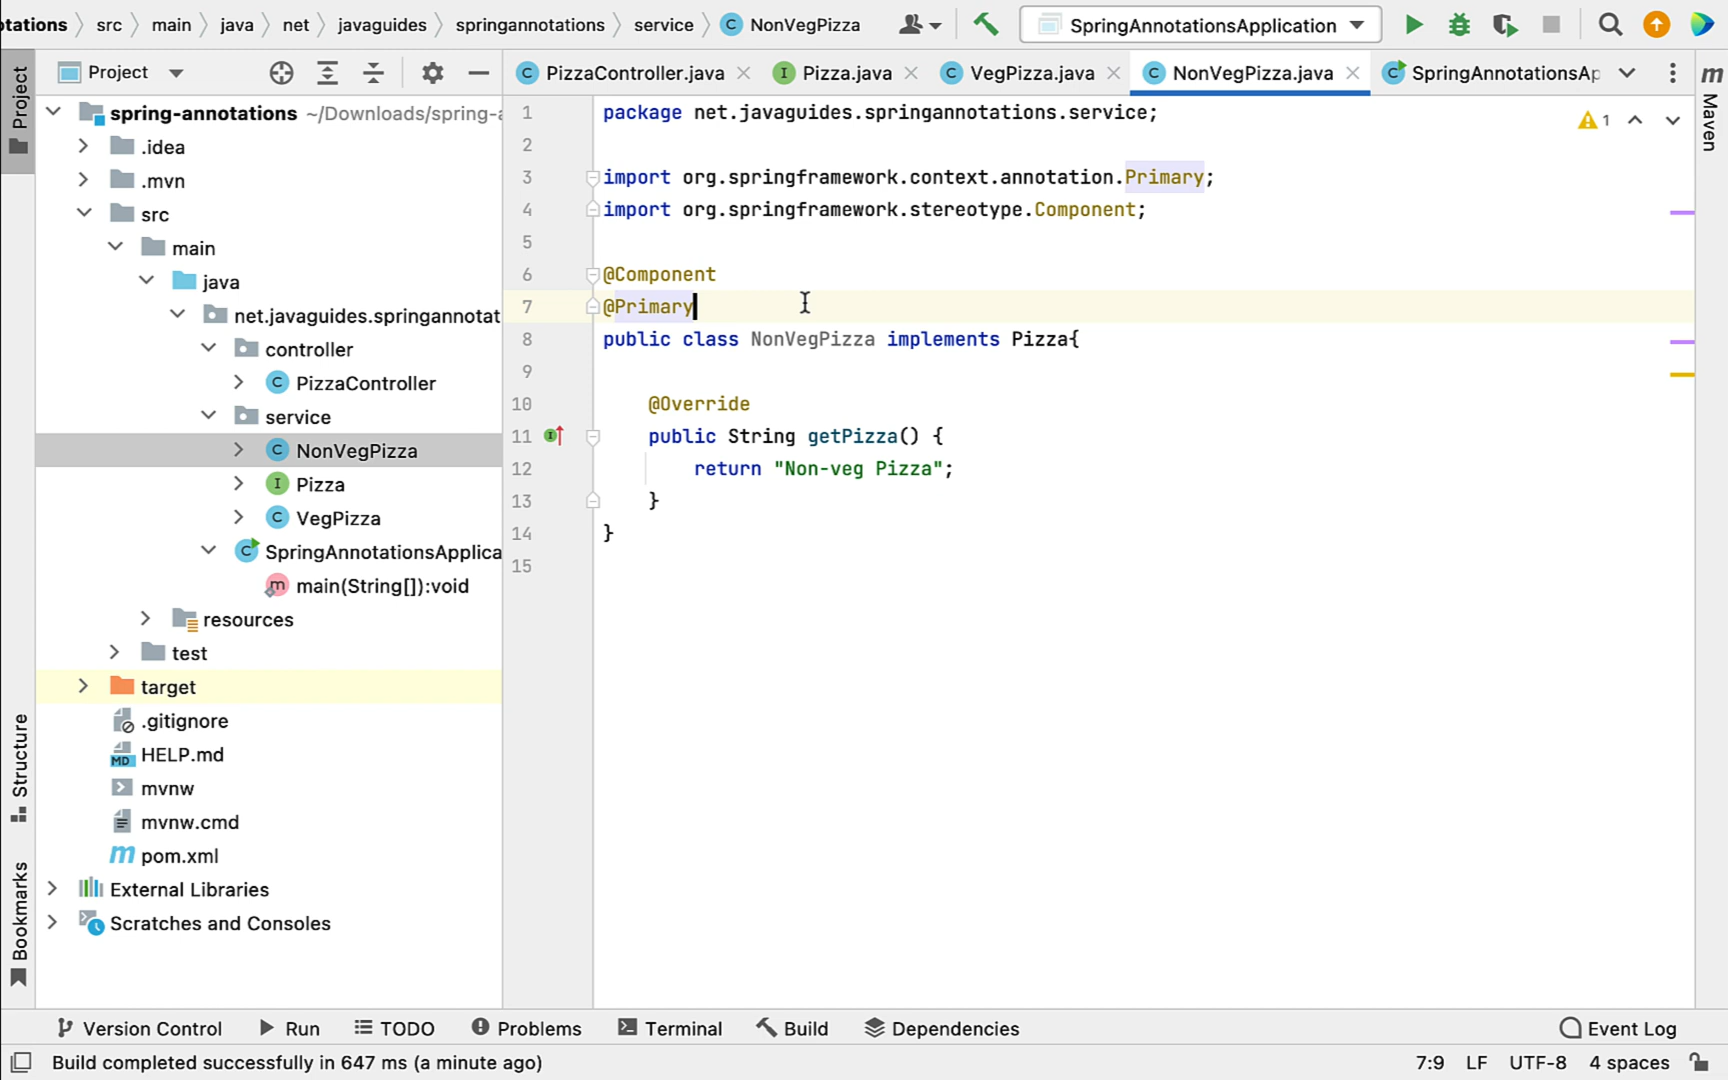 tations src main java net javaguides springannotations service C NonVegPizza SpringAnnotationsApplication
Project PizzaController.java Pizza.java VegPizza.java NonVegPizza.java SpringAnnotationsAp
Project
Structure
Bookmarks
Maven
spring-annotations ~/Downloads/spring-a
.idea
.mvn
src
main
java
net.javaguides.springannotat
controller
PizzaController
service
NonVegPizza
Pizza
VegPizza
SpringAnnotationsApplica
main(String[]):void
resources
test
target
.gitignore
HELP.md
mvnw
mvnw.cmd
pom.xml
External Libraries
Scratches and Consoles
1 package net.javaguides.springannotations.service;
1
2
3 import org.springframework.context.annotation.Primary;
4 import org.springframework.stereotype.Component;
5
6 @Component
7 @Primary
8 public class NonVegPizza implements Pizza{
9
10 @Override
11 public String getPizza() {
12 return "Non-veg Pizza";
13 }
14 }
15
Version Control Run TODO Problems Terminal Build Dependencies Event Log
Build completed successfully in 647 ms (a minute ago) 7:9 LF UTF-8 4 spaces